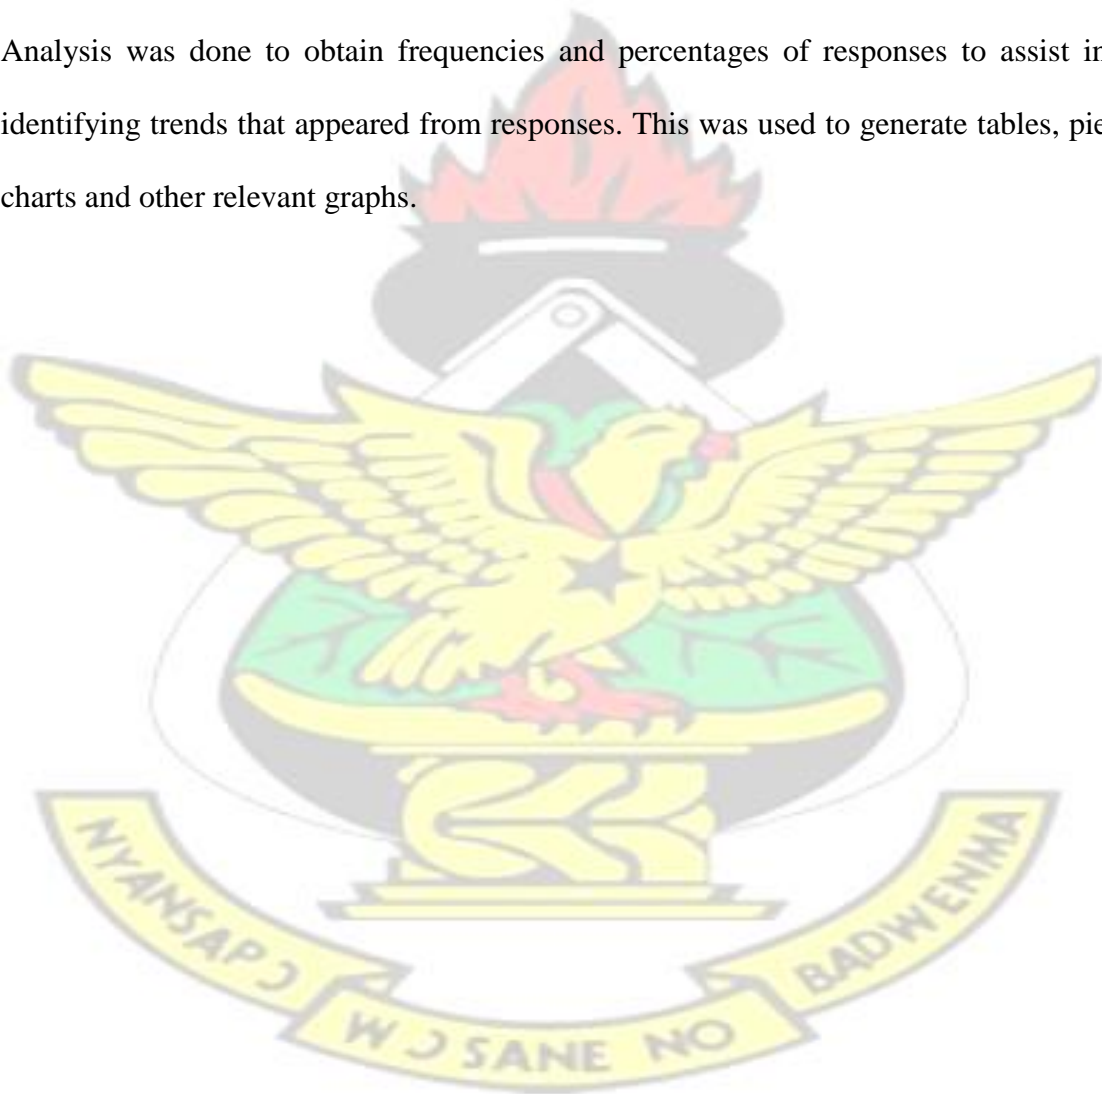 Analysis was done to obtain frequencies and percentages of responses to assist in
identifying trends that appeared from responses. This was used to generate tables, pie
charts and other relevant graphs.
NYANSAPƆ
WƆSANE NO
BADWENMA